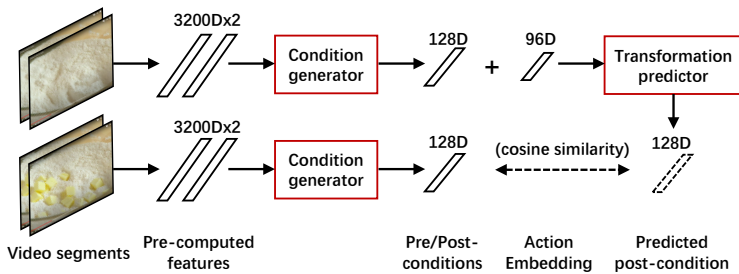 3200Dx2
Condition
generator
128D
+
96D
Transformation
predictor
3200Dx2
Condition
generator
128D
(cosine similarity)
128D
Video segments
Pre-computed
features
Pre/Post-
conditions
Action
Embedding
Predicted
post-condition